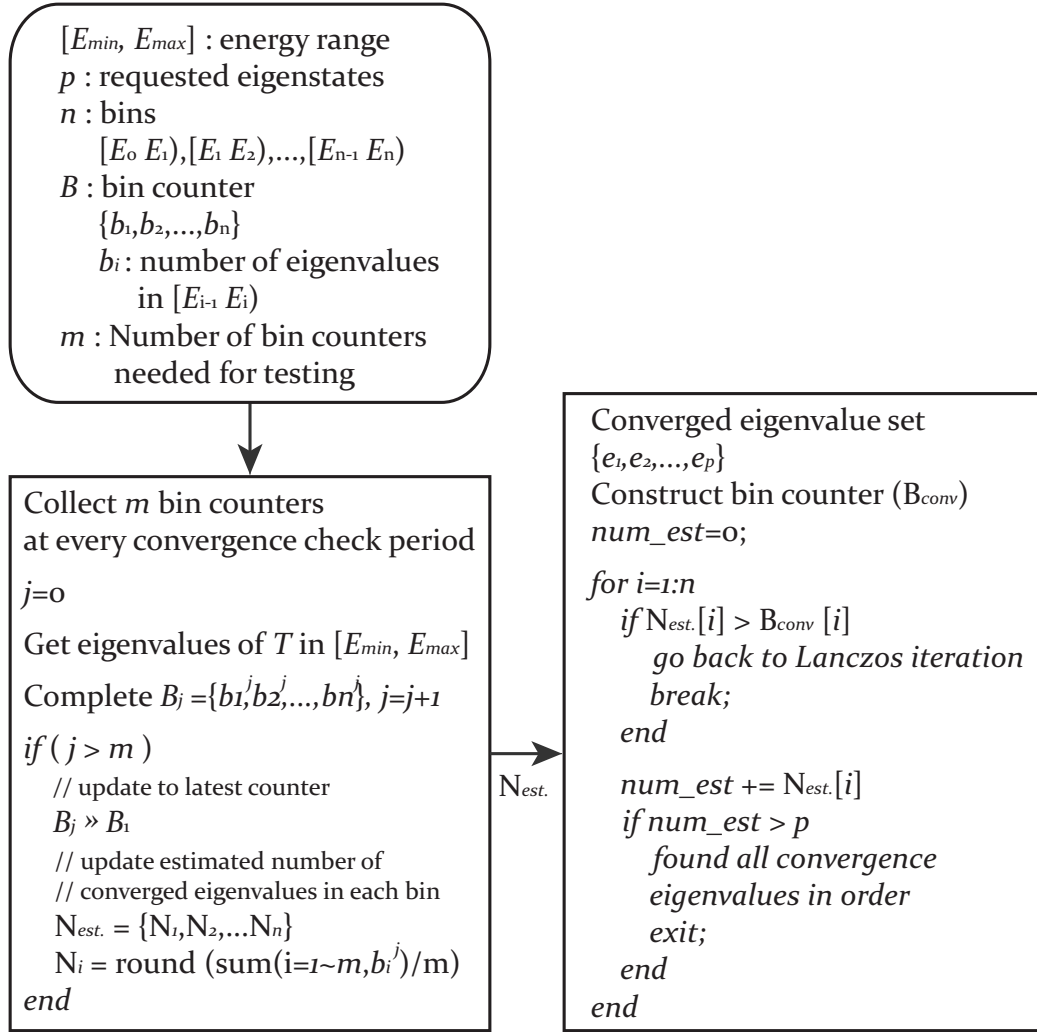 [Emin, Emax] : energy range
p : requested eigenstates
n : bins
[E0 E1),[E1 E2),...,[En-1 En)
B : bin counter
{b1,b2,...,bn}
bi : number of eigenvalues
in [Ei-1 Ei)
m : Number of bin counters
needed for testing
Collect m bin counters
at every convergence check period
j=0
Get eigenvalues of T in [Emin, Emax]
Complete Bj ={b1^j,b2^j,...,bn^j}, j=j+1
if ( j > m )
// update to latest counter
Bj » B1
// update estimated number of
// converged eigenvalues in each bin
Nest. = {N1,N2,...Nn}
Ni = round (sum(i=1~m,bi^j)/m)
end
Nest.
Converged eigenvalue set
{e1,e2,...,ep}
Construct bin counter (Bconv)
num_est=0;
for i=1:n
if Nest.[i] > Bconv [i]
go back to Lanczos iteration
break;
end
num_est += Nest.[i]
if num_est > p
found all convergence
eigenvalues in order
exit;
end
end